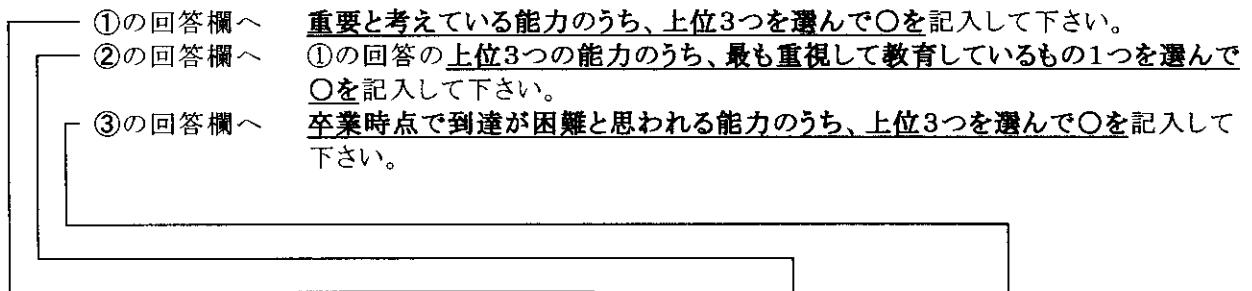 ①の回答欄へ 重要と考えている能力のうち、上位3つを選んで○を記入して下さい。
②の回答欄へ ①の回答の上位3つの能力のうち、最も重視して教育しているもの1つを選んで
○を記入して下さい。
③の回答欄へ 卒業時点で到達が困難と思われる能力のうち、上位3つを選んで○を記入して
下さい。